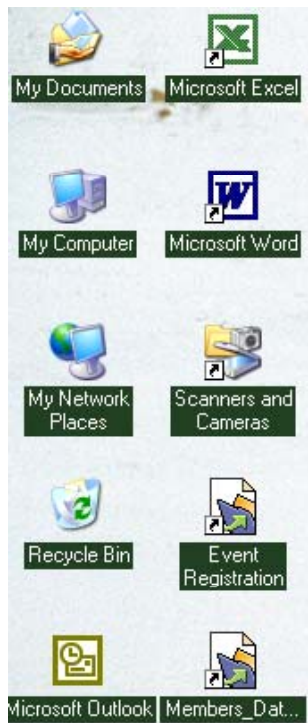 My Documents
Microsoft Excel
My Computer
Microsoft Word
My Network
Places
Scanners and
Cameras
Recycle Bin
Event
Registration
Microsoft Outlook
Members_Dat...